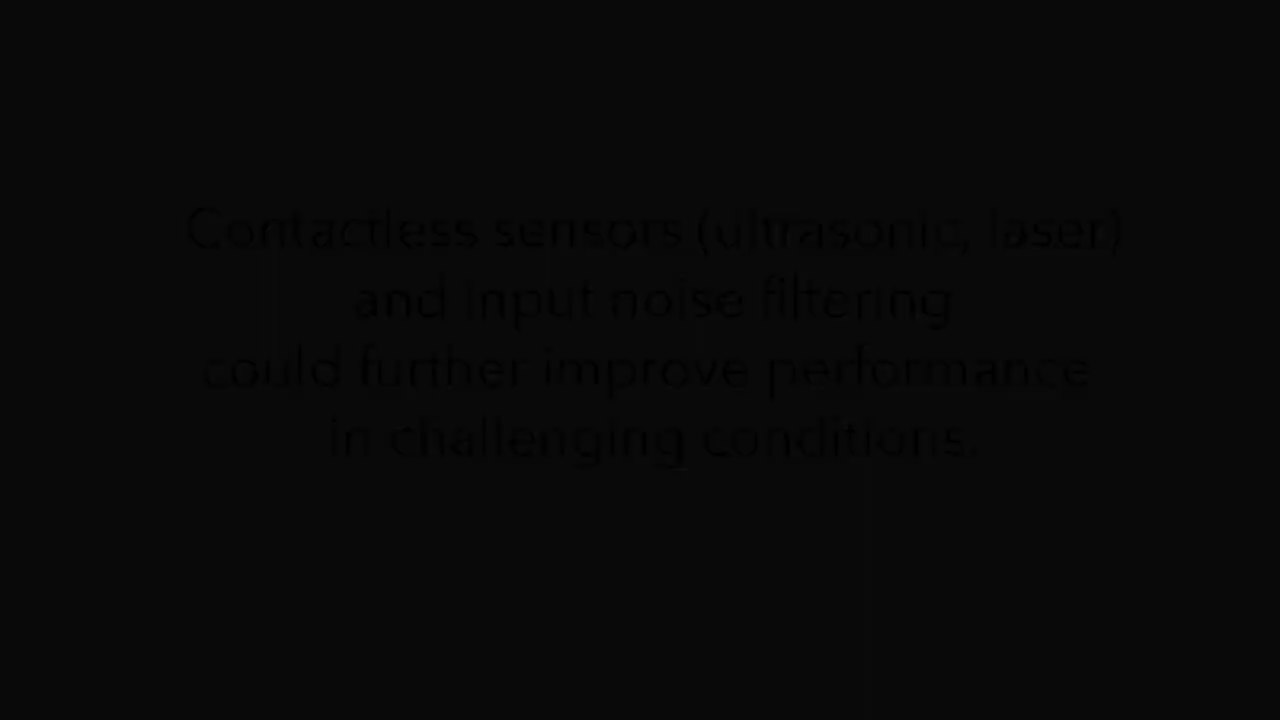 Contactless sensors (ultrasonic, laser)
and input noise filtering
could further improve performance
in challenging conditions.